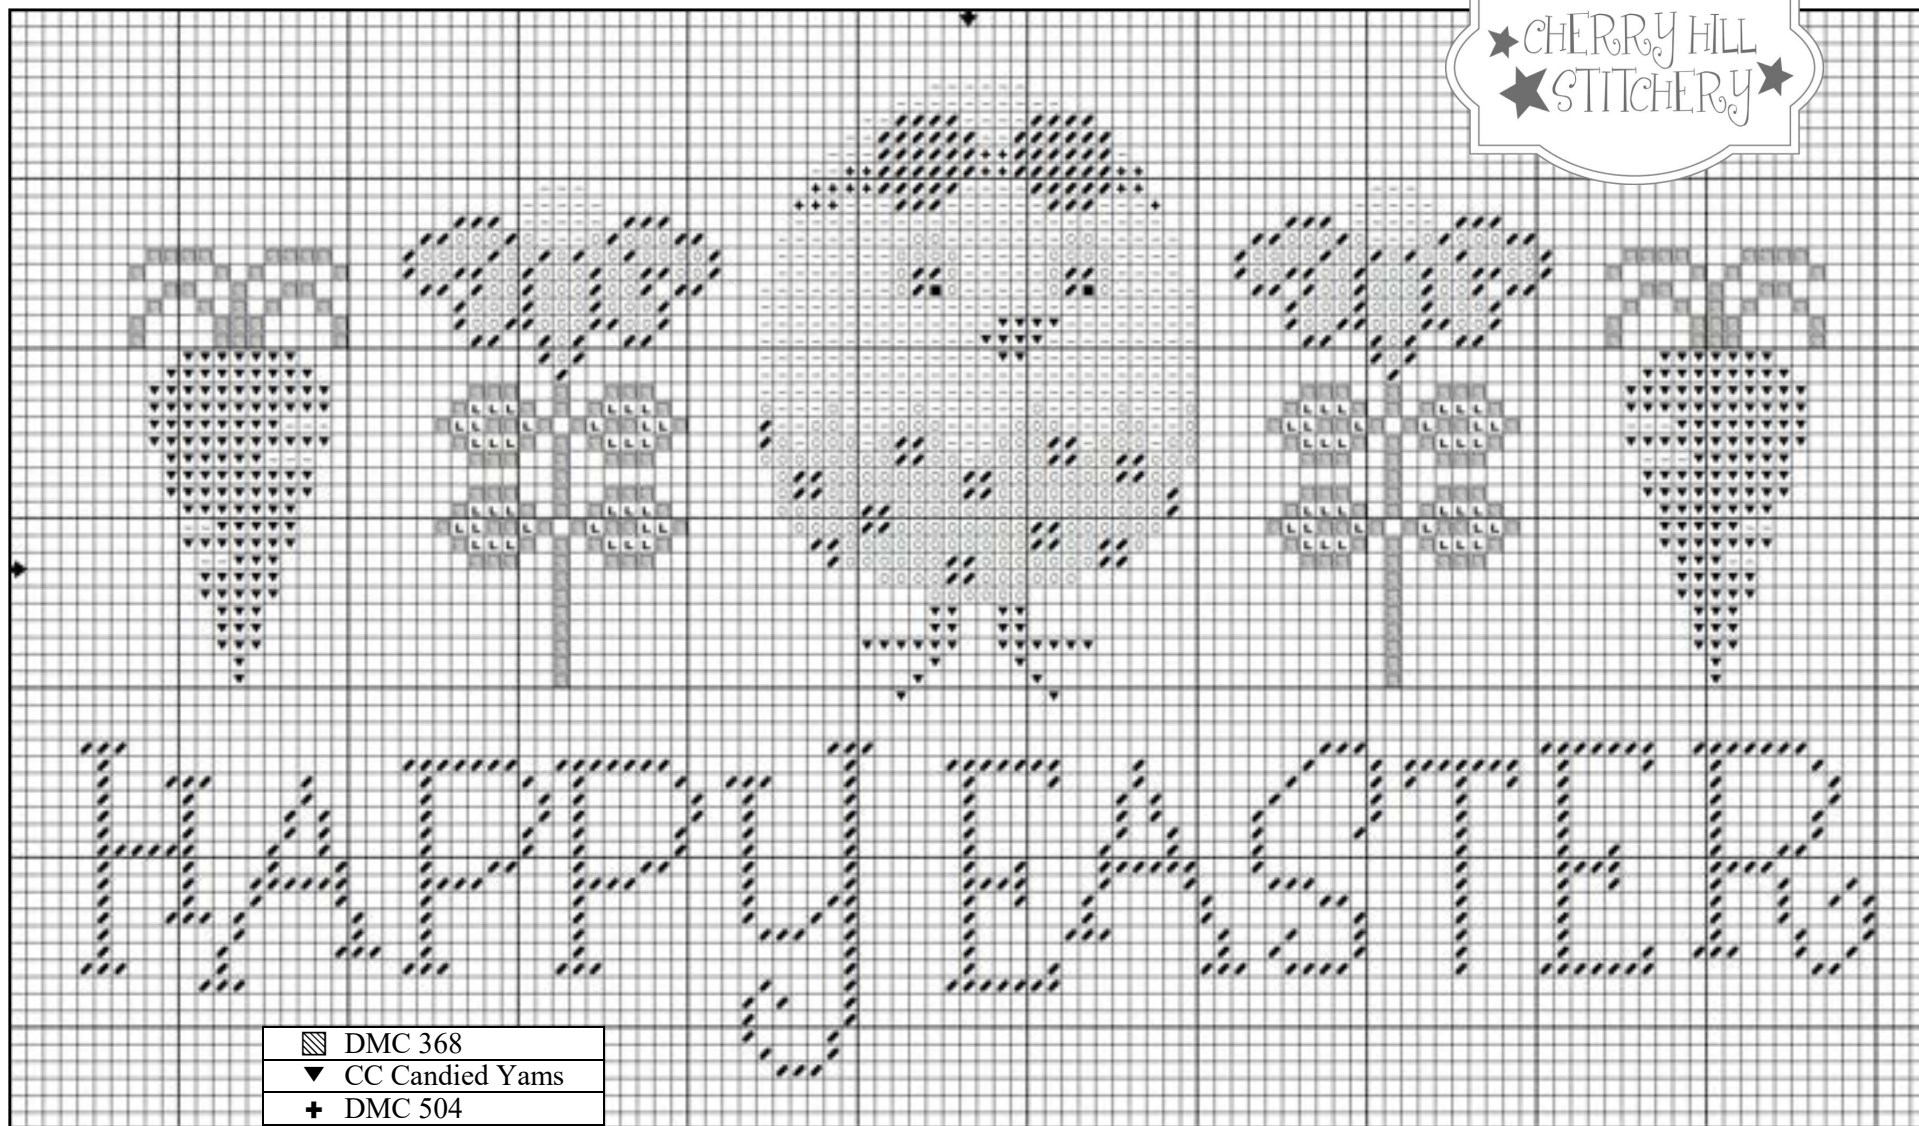 CHERRY HILL
STITCHERY
HAPPY EASTER
DMC 368
CC Candied Yams
DMC 504